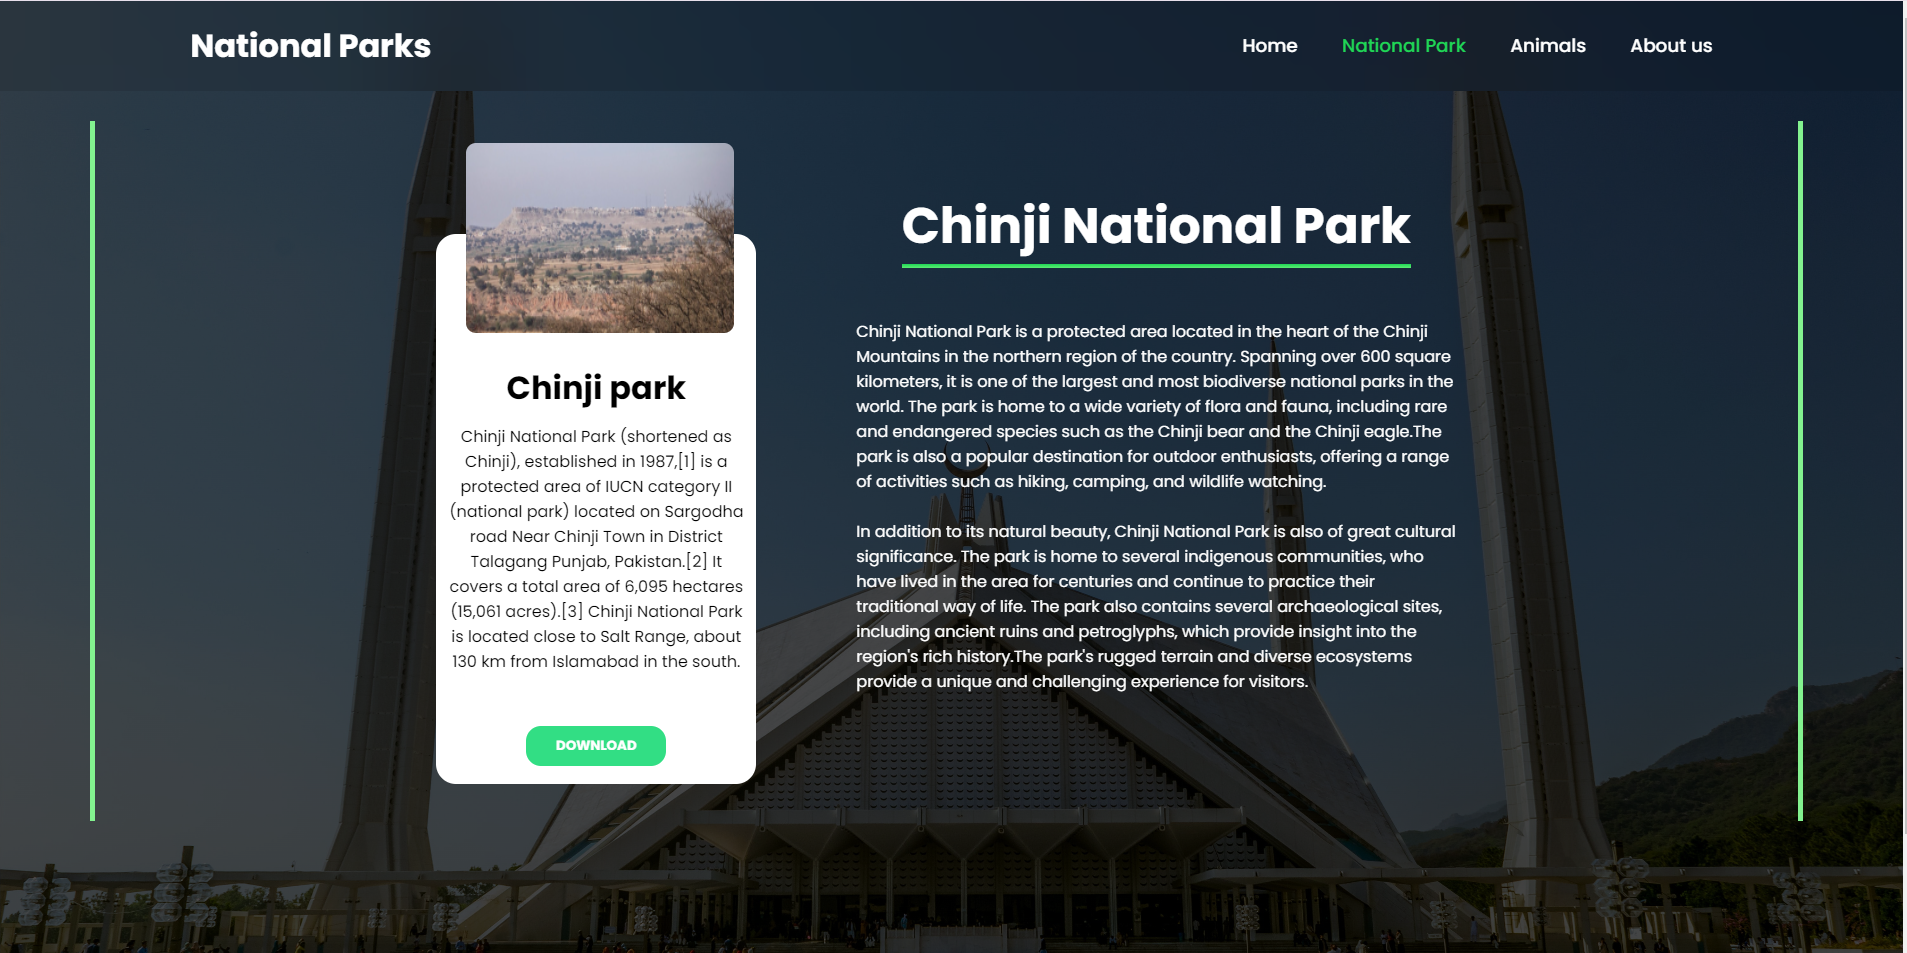 National Parks
Home
National Park
Animals
About us
Chinji park
Chinji National Park (shortened as
Chinji), established in 1987,[1] is a
protected area of IUCN category II
(national park) located on Sargodha
road Near Chinji Town in District
Talagang Punjab, Pakistan.[2] It
covers a total area of 6,095 hectares
(15,061 acres).[3] Chinji National Park
is located close to Salt Range, about
130 km from Islamabad in the south.
DOWNLOAD
Chinji National Park
Chinji National Park is a protected area located in the heart of the Chinji
Mountains in the northern region of the country. Spanning over 600 square
kilometers, it is one of the largest and most biodiverse national parks in the
world. The park is home to a wide variety of flora and fauna, including rare
and endangered species such as the Chinji bear and the Chinji eagle.The
park is also a popular destination for outdoor enthusiasts, offering a range
of activities such as hiking, camping, and wildlife watching.
In addition to its natural beauty, Chinji National Park is also of great cultural
significance. The park is home to several indigenous communities, who
have lived in the area for centuries and continue to practice their
traditional way of life. The park also contains several archaeological sites,
including ancient ruins and petroglyphs, which provide insight into the
region's rich history.The park's rugged terrain and diverse ecosystems
provide a unique and challenging experience for visitors.